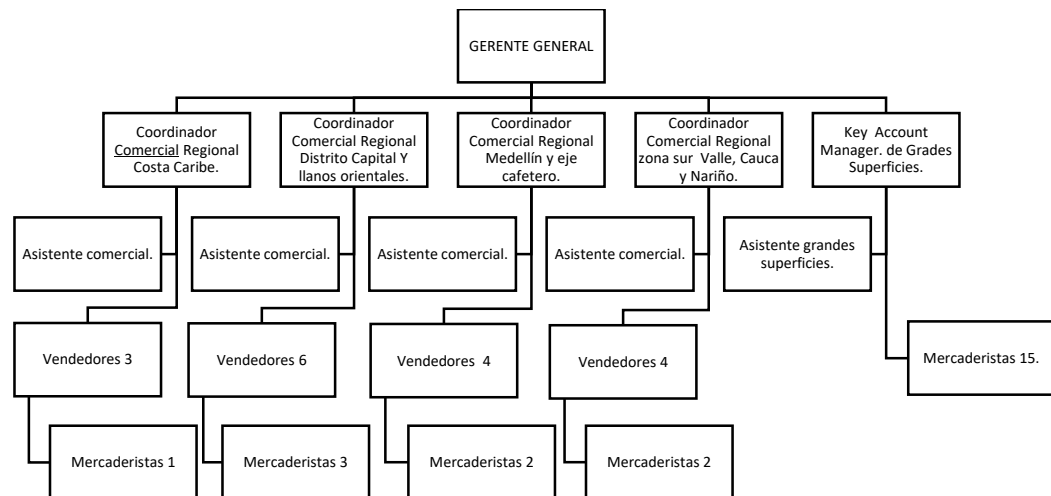 GERENTE GENERAL
Coordinador
Comercial Regional
Costa Caribe.
Coordinador
Comercial Regional
Distrito Capital Y
llanos orientales.
Coordinador
Comercial Regional
Medellín y eje
cafetero.
Coordinador
Comercial Regional
zona sur Valle, Cauca
y Nariño.
Key Account
Manager. de Grades
Superficies.
Asistente comercial.
Asistente comercial.
Asistente comercial.
Asistente comercial.
Asistente grandes
superficies.
Vendedores 3
Vendedores 6
Vendedores 4
Vendedores 4
Mercaderistas 15.
Mercaderistas 1
Mercaderistas 3
Mercaderistas 2
Mercaderistas 2